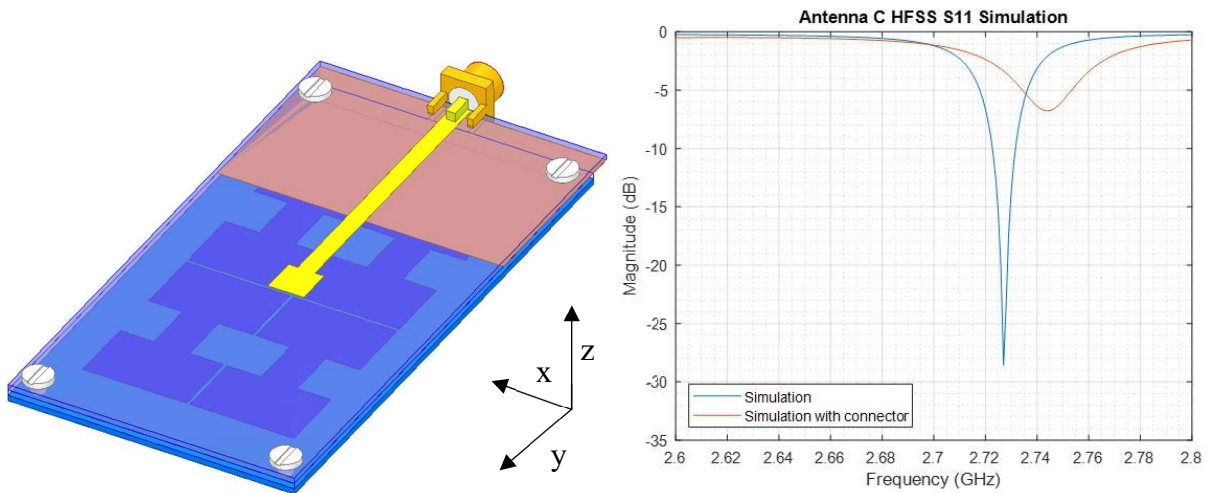 z
x
y
Antenna C HFSS S11 Simulation
Magnitude (dB)
0
-5
-10
-15
-20
-25
-30
-35
Simulation
Simulation with connector
2.6 2.62 2.64 2.66 2.68 2.7 2.72 2.74 2.76 2.78 2.8
Frequency (GHz)